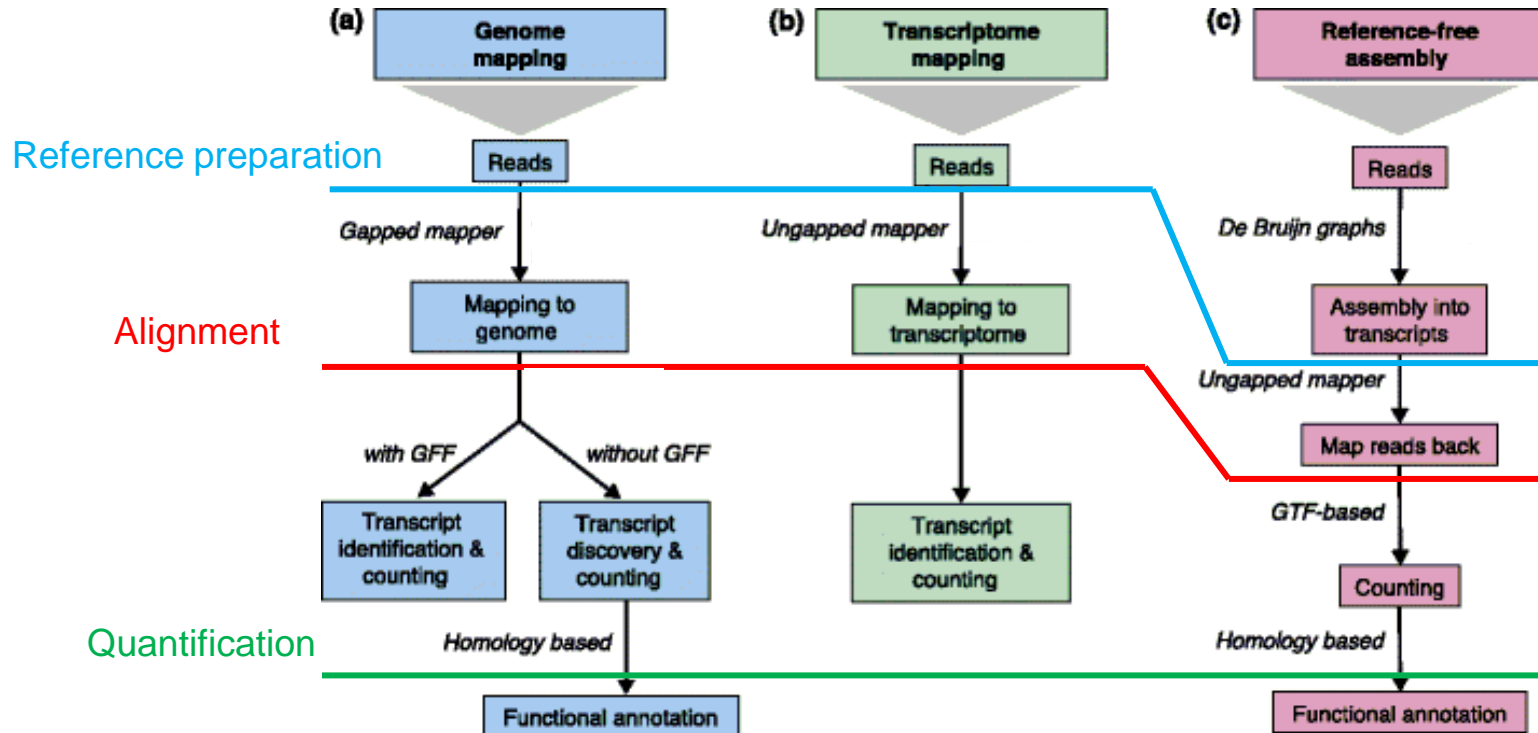 (a)
Genome
mapping
(b)
Transcriptome
mapping
(c)
Reference-free
assembly
Reference preparation
Reads
Reads
Reads
Gapped mapper
Ungapped mapper
De Bruijn graphs
Alignment
Mapping to
genome
Mapping to
transcriptome
Assembly into
transcripts
Ungapped mapper
with GFF
without GFF
Map reads back
GTF-based
Transcript
identification &
counting
Transcript
discovery &
counting
Transcript
identification &
counting
Counting
Quantification
Homology based
Homology based
Functional annotation
Functional annotation